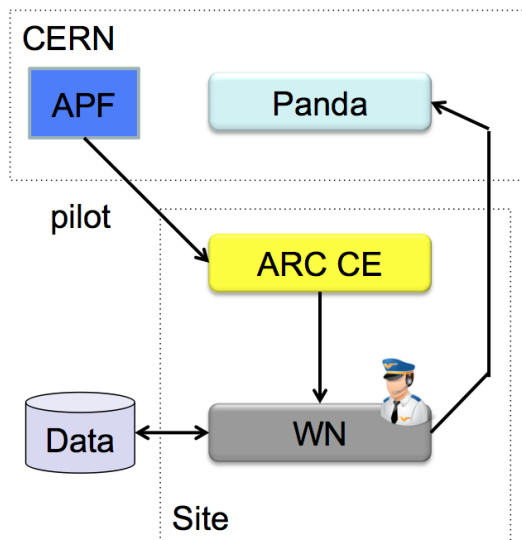 CERN
APF
Panda
pilot
ARC CE
WN
Data
Site